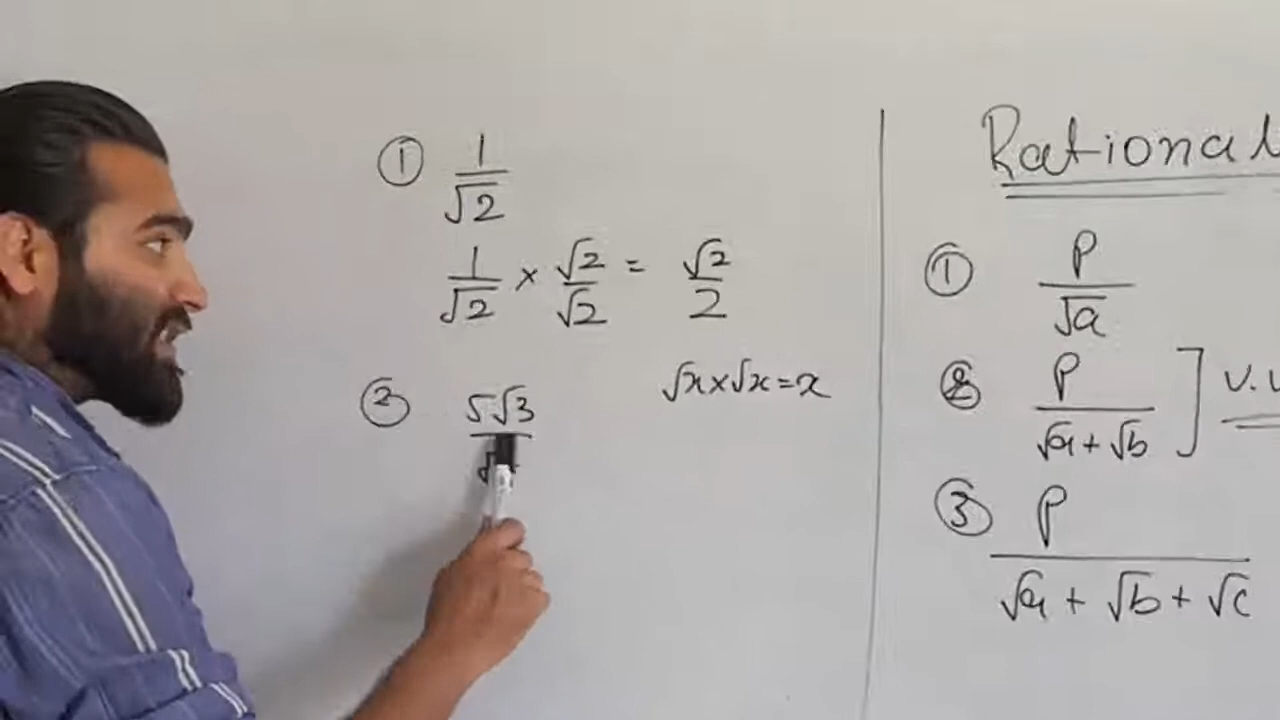 ① 1/√2
1/√2 × √2/√2 = √2/2
√x×√x=x
② 5√3/√
Rational
① P/√a
② P/√a+√b ] V.V
③ P/√a + √b + √c